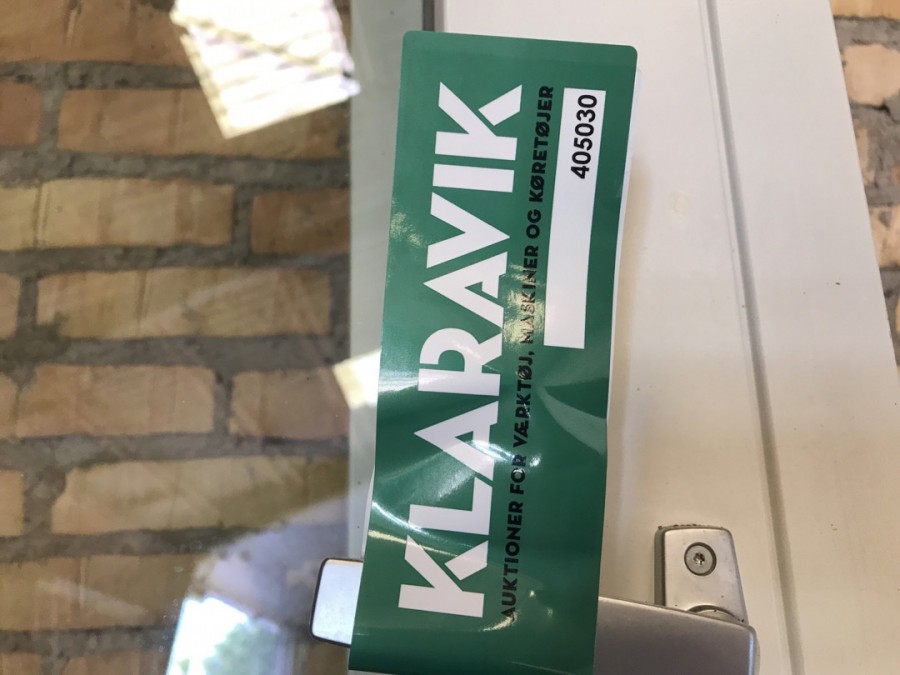 KLARAVIK
AUKTIONER FOR VÆRKTØJ, MASKINER OG KØRETØJER
405030